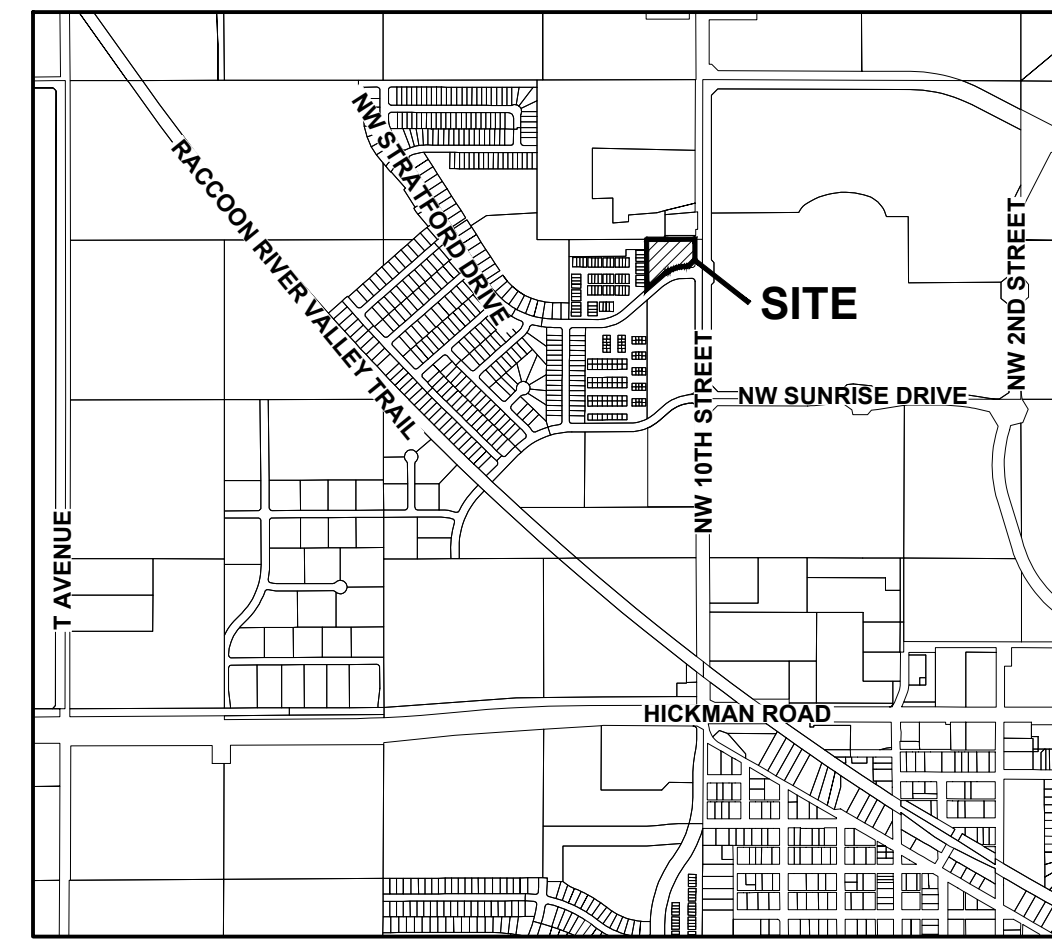 NW STRATFORD DRIVE
RACCOON RIVER VALLEY TRAIL
NW 2ND STREET
SITE
NW 10TH STREET
NW SUNRISE DRIVE
T AVENUE
HICKMAN ROAD